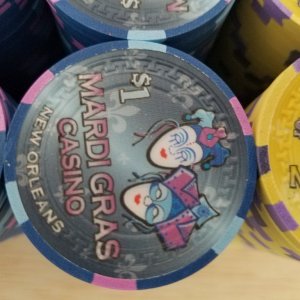 $1
MARDI GRAS
CASINO
NEW ORLEANS